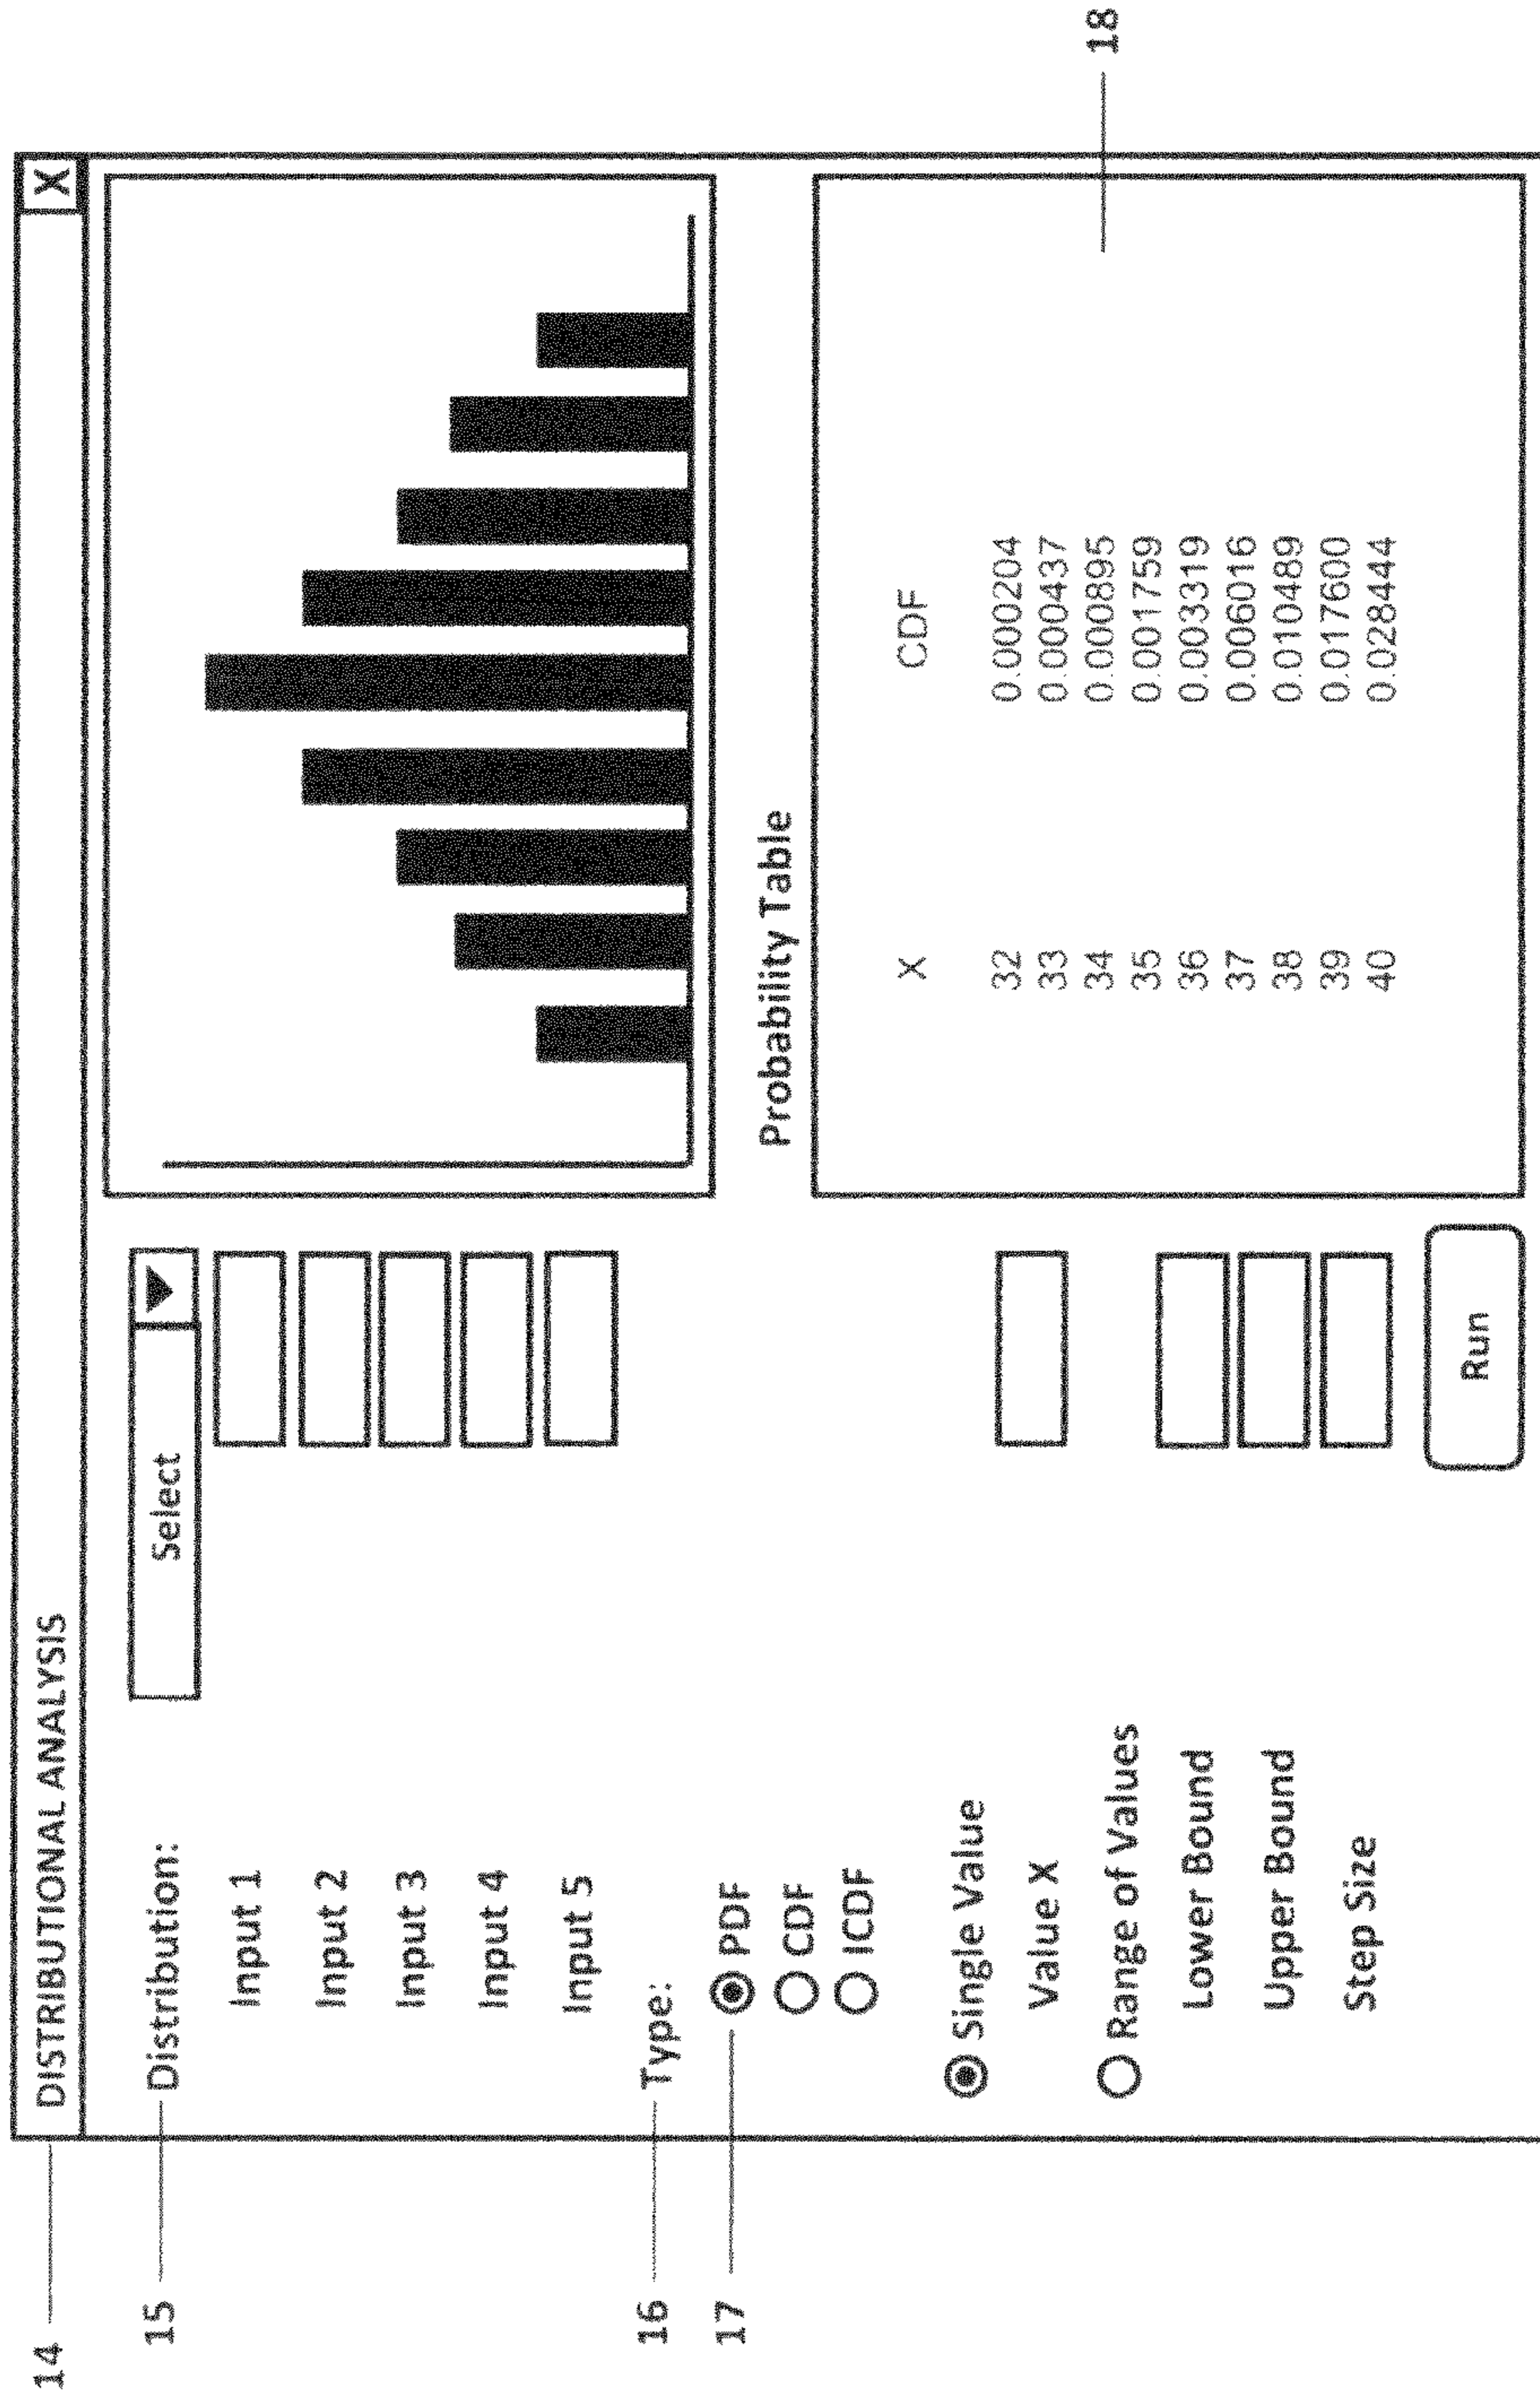 14
DISTRIBUTIONAL ANALYSIS
X
15
Distribution:
Select
Input 1
Input 2
Input 3
Input 4
Input 5
16
Type:
17
PDF
CDF
ICDF
Single Value
Value X
Range of Values
Lower Bound
Upper Bound
Step Size
Run
Probability Table
X CDF
32 0.000204
33 0.000437
34 0.000895
35 0.001759
36 0.003319
37 0.006016
38 0.010489
39 0.017600
40 0.028444
18